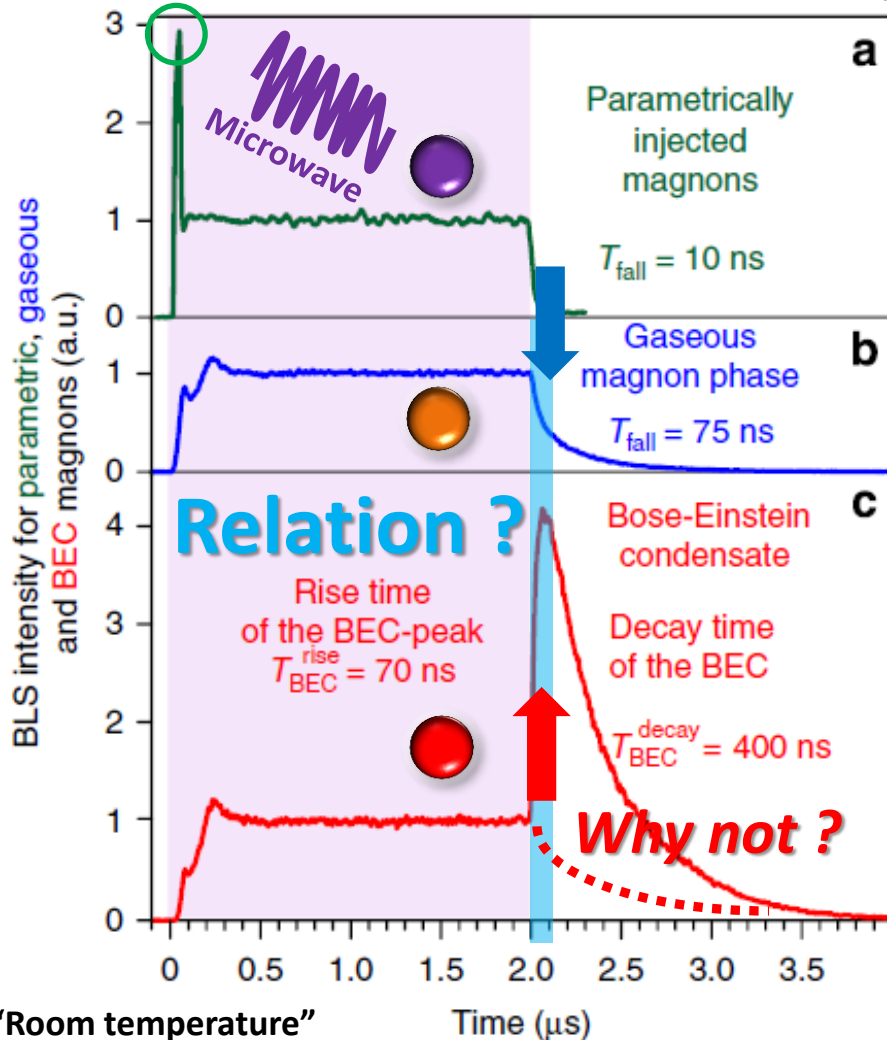 BLS intensity for parametric, gaseous
and BEC magnons (a.u.)
3
2
1
0
a
Microwave
Parametrically
injected
magnons
T_fall = 10 ns
1
0
b
Gaseous
magnon phase
T_fall = 75 ns
4
3
2
1
0
c
Relation ?
Bose-Einstein
condensate
Rise time
of the BEC-peak
T_BEC^rise = 70 ns
Decay time
of the BEC
T_BEC^decay = 400 ns
Why not ?
0 0.5 1.0 1.5 2.0 2.5 3.0 3.5
Time (μs)
“Room temperature”